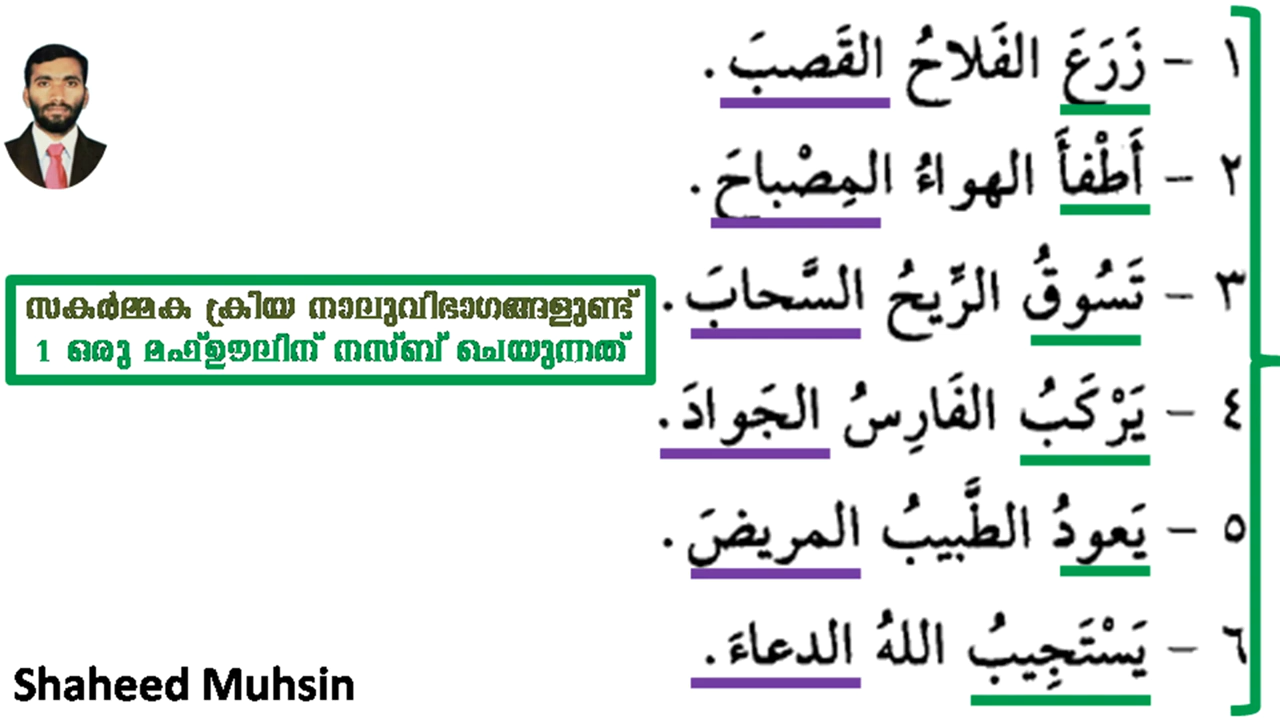 ١ – زَرَعَ الفَلاحُ القَصبَ .
٢ – أَطْفأَ الهواءُ المِصْباحَ .
٣ – تَسُوقُ الرِّيحُ السَّحابَ .
٤ – يَرْكَبُ الفَارِسُ الجَوادَ .
٥ – يَعودُ الطَّبيبُ المريضَ .
٦ – يَسْتَجِيبُ اللهُ الدعاءَ .
സകർമ്മക ക്രിയ നാലുവിഭാഗങ്ങളുണ്ട്
1 ഒരു മഫ്ഊലിന് നസ്ബ് ചെയുന്നത്
Shaheed Muhsin